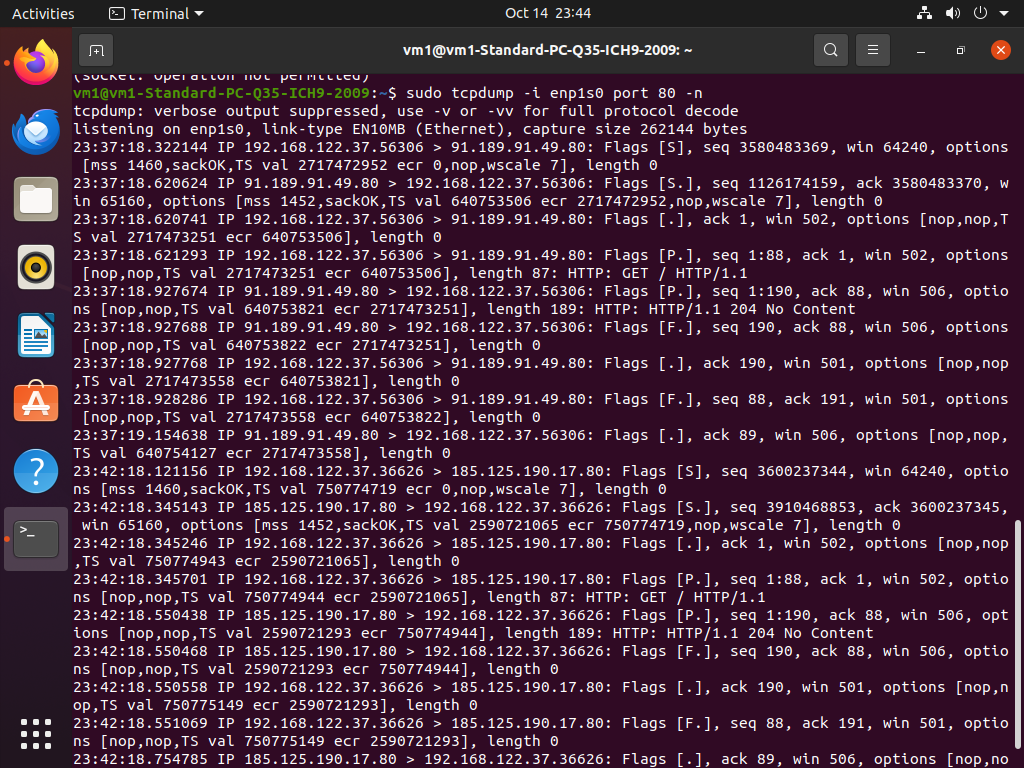 Activities
Terminal
Oct 14 23:44
vm1@vm1-Standard-PC-Q35-ICH9-2009: ~
(socket: Operation not permitted)
vm1@vm1-Standard-PC-Q35-ICH9-2009:~$ sudo tcpdump -i enp1s0 port 80 -n
tcpdump: verbose output suppressed, use -v or -vv for full protocol decode
listening on enp1s0, link-type EN10MB (Ethernet), capture size 262144 bytes
23:37:18.322144 IP 192.168.122.37.56306 > 91.189.91.49.80: Flags [S], seq 3580483369, win 64240, options
[mss 1460,sackOK,TS val 2717472952 ecr 0,nop,wscale 7], length 0
23:37:18.620624 IP 91.189.91.49.80 > 192.168.122.37.56306: Flags [S.], seq 1126174159, ack 3580483370, w
in 65160, options [mss 1452,sackOK,TS val 640753506 ecr 2717472952,nop,wscale 7], length 0
23:37:18.620741 IP 192.168.122.37.56306 > 91.189.91.49.80: Flags [.], ack 1, win 502, options [nop,nop,T
S val 2717473251 ecr 640753506], length 0
23:37:18.621293 IP 192.168.122.37.56306 > 91.189.91.49.80: Flags [P.], seq 1:88, ack 1, win 502, options
[nop,nop,TS val 2717473251 ecr 640753506], length 87: HTTP: GET / HTTP/1.1
23:37:18.927674 IP 91.189.91.49.80 > 192.168.122.37.56306: Flags [P.], seq 1:190, ack 88, win 506, optio
ns [nop,nop,TS val 640753821 ecr 2717473251], length 189: HTTP: HTTP/1.1 204 No Content
23:37:18.927688 IP 91.189.91.49.80 > 192.168.122.37.56306: Flags [F.], seq 190, ack 88, win 506, options
[nop,nop,TS val 640753822 ecr 2717473251], length 0
23:37:18.927768 IP 192.168.122.37.56306 > 91.189.91.49.80: Flags [.], ack 190, win 501, options [nop,nop
,TS val 2717473558 ecr 640753821], length 0
23:37:18.928286 IP 192.168.122.37.56306 > 91.189.91.49.80: Flags [F.], seq 88, ack 191, win 501, options
[nop,nop,TS val 2717473558 ecr 640753822], length 0
23:37:19.154638 IP 91.189.91.49.80 > 192.168.122.37.56306: Flags [.], ack 89, win 506, options [nop,nop,
TS val 640754127 ecr 2717473558], length 0
23:42:18.121156 IP 192.168.122.37.36626 > 185.125.190.17.80: Flags [S], seq 3600237344, win 64240, optio
ns [mss 1460,sackOK,TS val 750774719 ecr 0,nop,wscale 7], length 0
23:42:18.345143 IP 185.125.190.17.80 > 192.168.122.37.36626: Flags [S.], seq 3910468853, ack 3600237345,
win 65160, options [mss 1452,sackOK,TS val 2590721065 ecr 750774719,nop,wscale 7], length 0
23:42:18.345246 IP 192.168.122.37.36626 > 185.125.190.17.80: Flags [.], ack 1, win 502, options [nop,nop
,TS val 750774943 ecr 2590721065], length 0
23:42:18.345701 IP 192.168.122.37.36626 > 185.125.190.17.80: Flags [P.], seq 1:88, ack 1, win 502, optio
ns [nop,nop,TS val 750774944 ecr 2590721065], length 87: HTTP: GET / HTTP/1.1
23:42:18.550438 IP 185.125.190.17.80 > 192.168.122.37.36626: Flags [P.], seq 1:190, ack 88, win 506, opt
ions [nop,nop,TS val 2590721293 ecr 750774944], length 189: HTTP: HTTP/1.1 204 No Content
23:42:18.550468 IP 185.125.190.17.80 > 192.168.122.37.36626: Flags [F.], seq 190, ack 88, win 506, optio
ns [nop,nop,TS val 2590721293 ecr 750774944], length 0
23:42:18.550558 IP 192.168.122.37.36626 > 185.125.190.17.80: Flags [.], ack 190, win 501, options [nop,n
op,TS val 750775149 ecr 2590721293], length 0
23:42:18.551069 IP 192.168.122.37.36626 > 185.125.190.17.80: Flags [F.], seq 88, ack 191, win 501, optio
ns [nop,nop,TS val 750775149 ecr 2590721293], length 0
23:42:18.754785 IP 185.125.190.17.80 > 192.168.122.37.36626: Flags [.], ack 89, win 506, options [nop,no